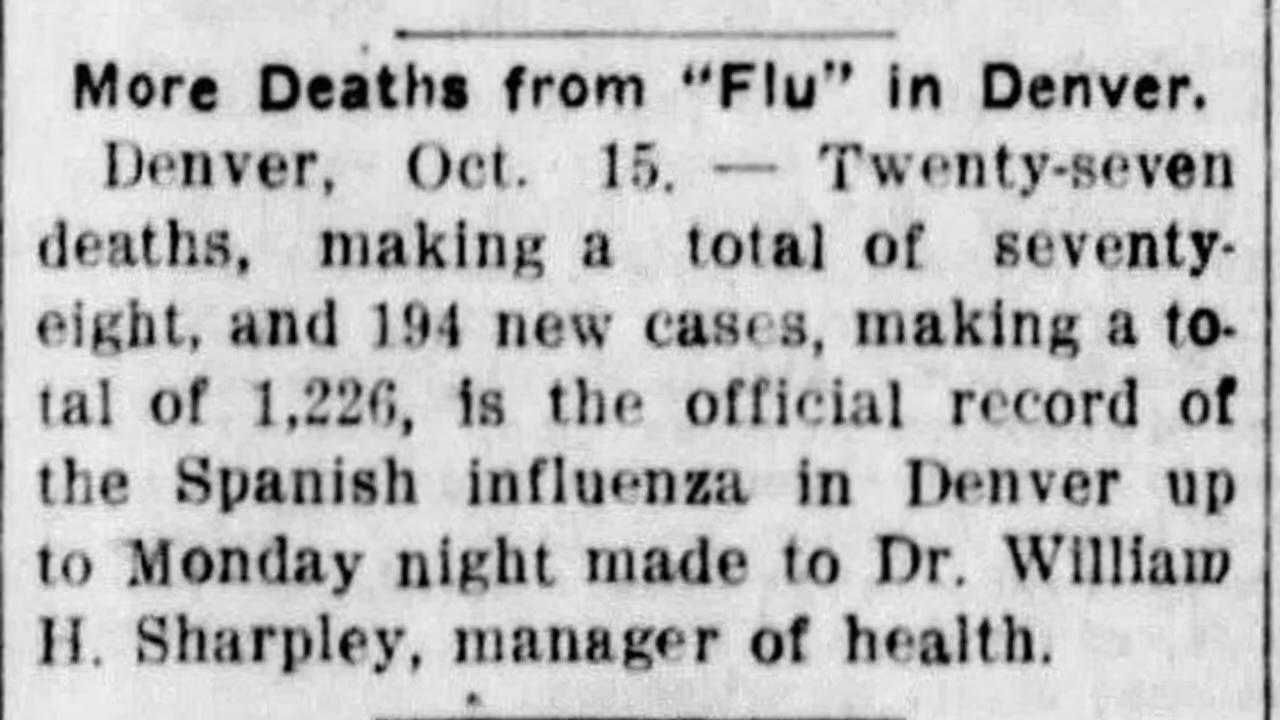 More Deaths from “Flu” in Denver.
Denver, Oct. 15. — Twenty-seven
deaths, making a total of seventy-
eight, and 194 new cases, making a to-
tal of 1,226, is the official record of
the Spanish influenza in Denver up
to Monday night made to Dr. William
H. Sharpley, manager of health.